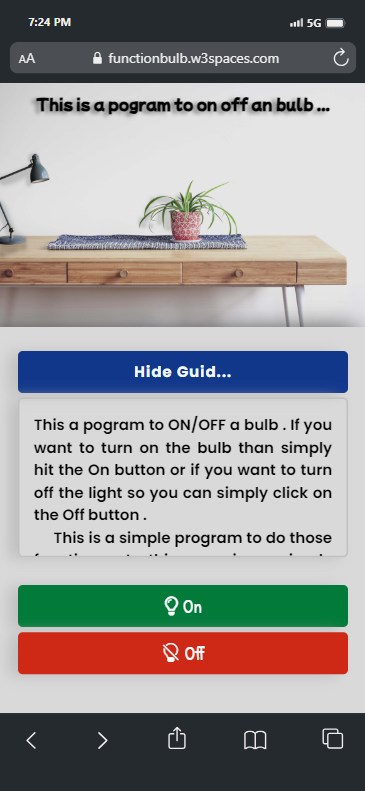 7:24 PM
5G
AA functionbulb.w3spaces.com
This is a pogram to on off an bulb ...
Hide Guid...
This a pogram to ON/OFF a bulb . If you
want to turn on the bulb than simply
hit the On button or if you want to turn
off the light so you can simply click on
the Off button .
This is a simple program to do those
On
Off